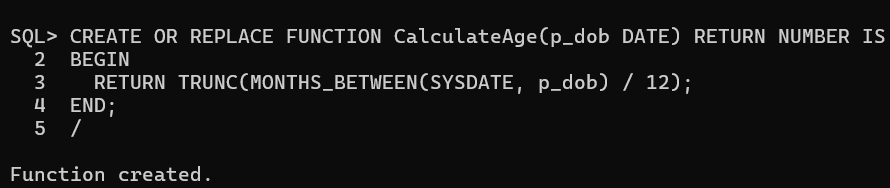 SQL> CREATE OR REPLACE FUNCTION CalculateAge(p_dob DATE) RETURN NUMBER IS
  2  BEGIN
  3    RETURN TRUNC(MONTHS_BETWEEN(SYSDATE, p_dob) / 12);
  4  END;
  5  /
Function created.